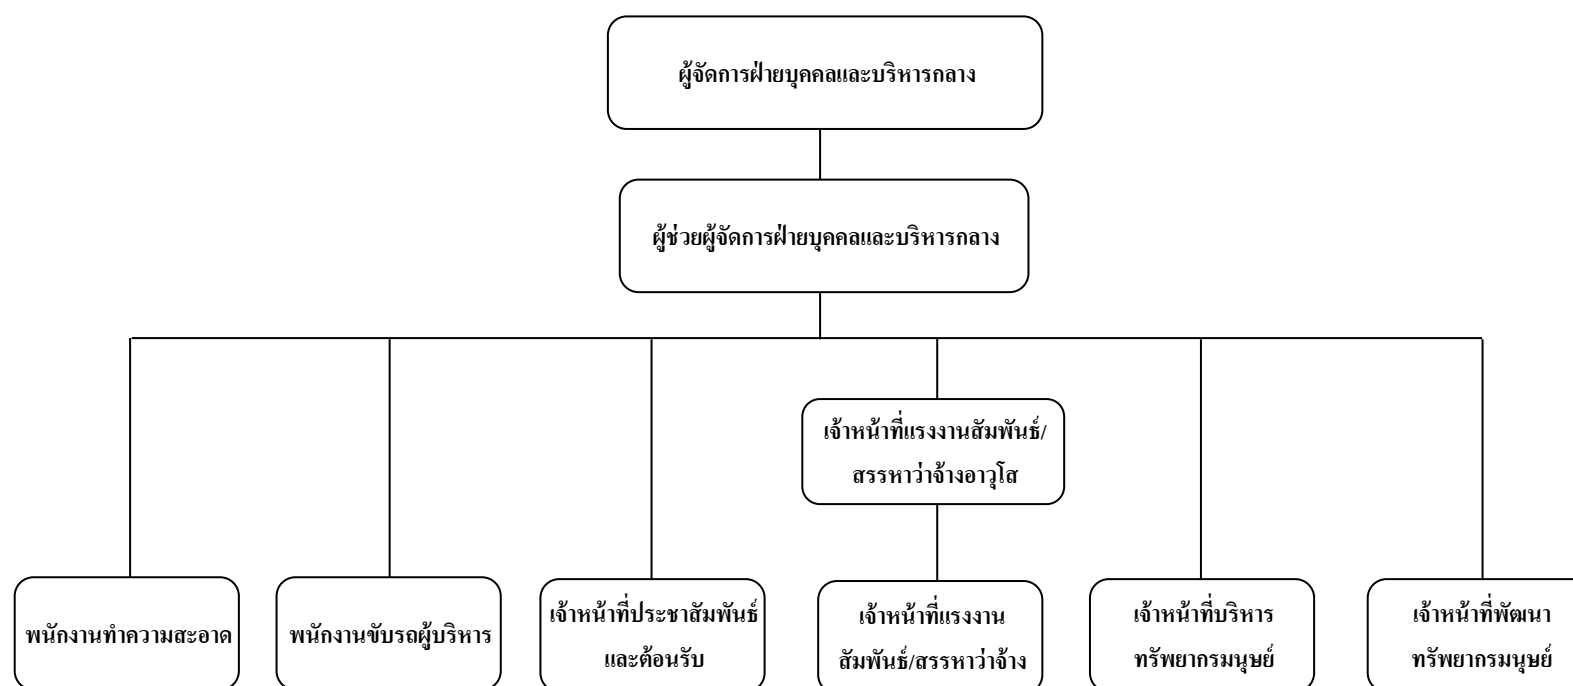 ผู้จัดการฝ่ายบุคคลและบริหารกลาง
ผู้ช่วยผู้จัดการฝ่ายบุคคลและบริหารกลาง
เจ้าหน้าที่แรงงานสัมพันธ์/
สรรหาว่าจ้างอาวุโส
พนักงานทำความสะอาด
พนักงานขับรถผู้บริหาร
เจ้าหน้าที่ประชาสัมพันธ์
และต้อนรับ
เจ้าหน้าที่แรงงาน
สัมพันธ์/สรรหาว่าจ้าง
เจ้าหน้าที่บริหาร
ทรัพยากรมนุษย์
เจ้าหน้าที่พัฒนา
ทรัพยากรมนุษย์